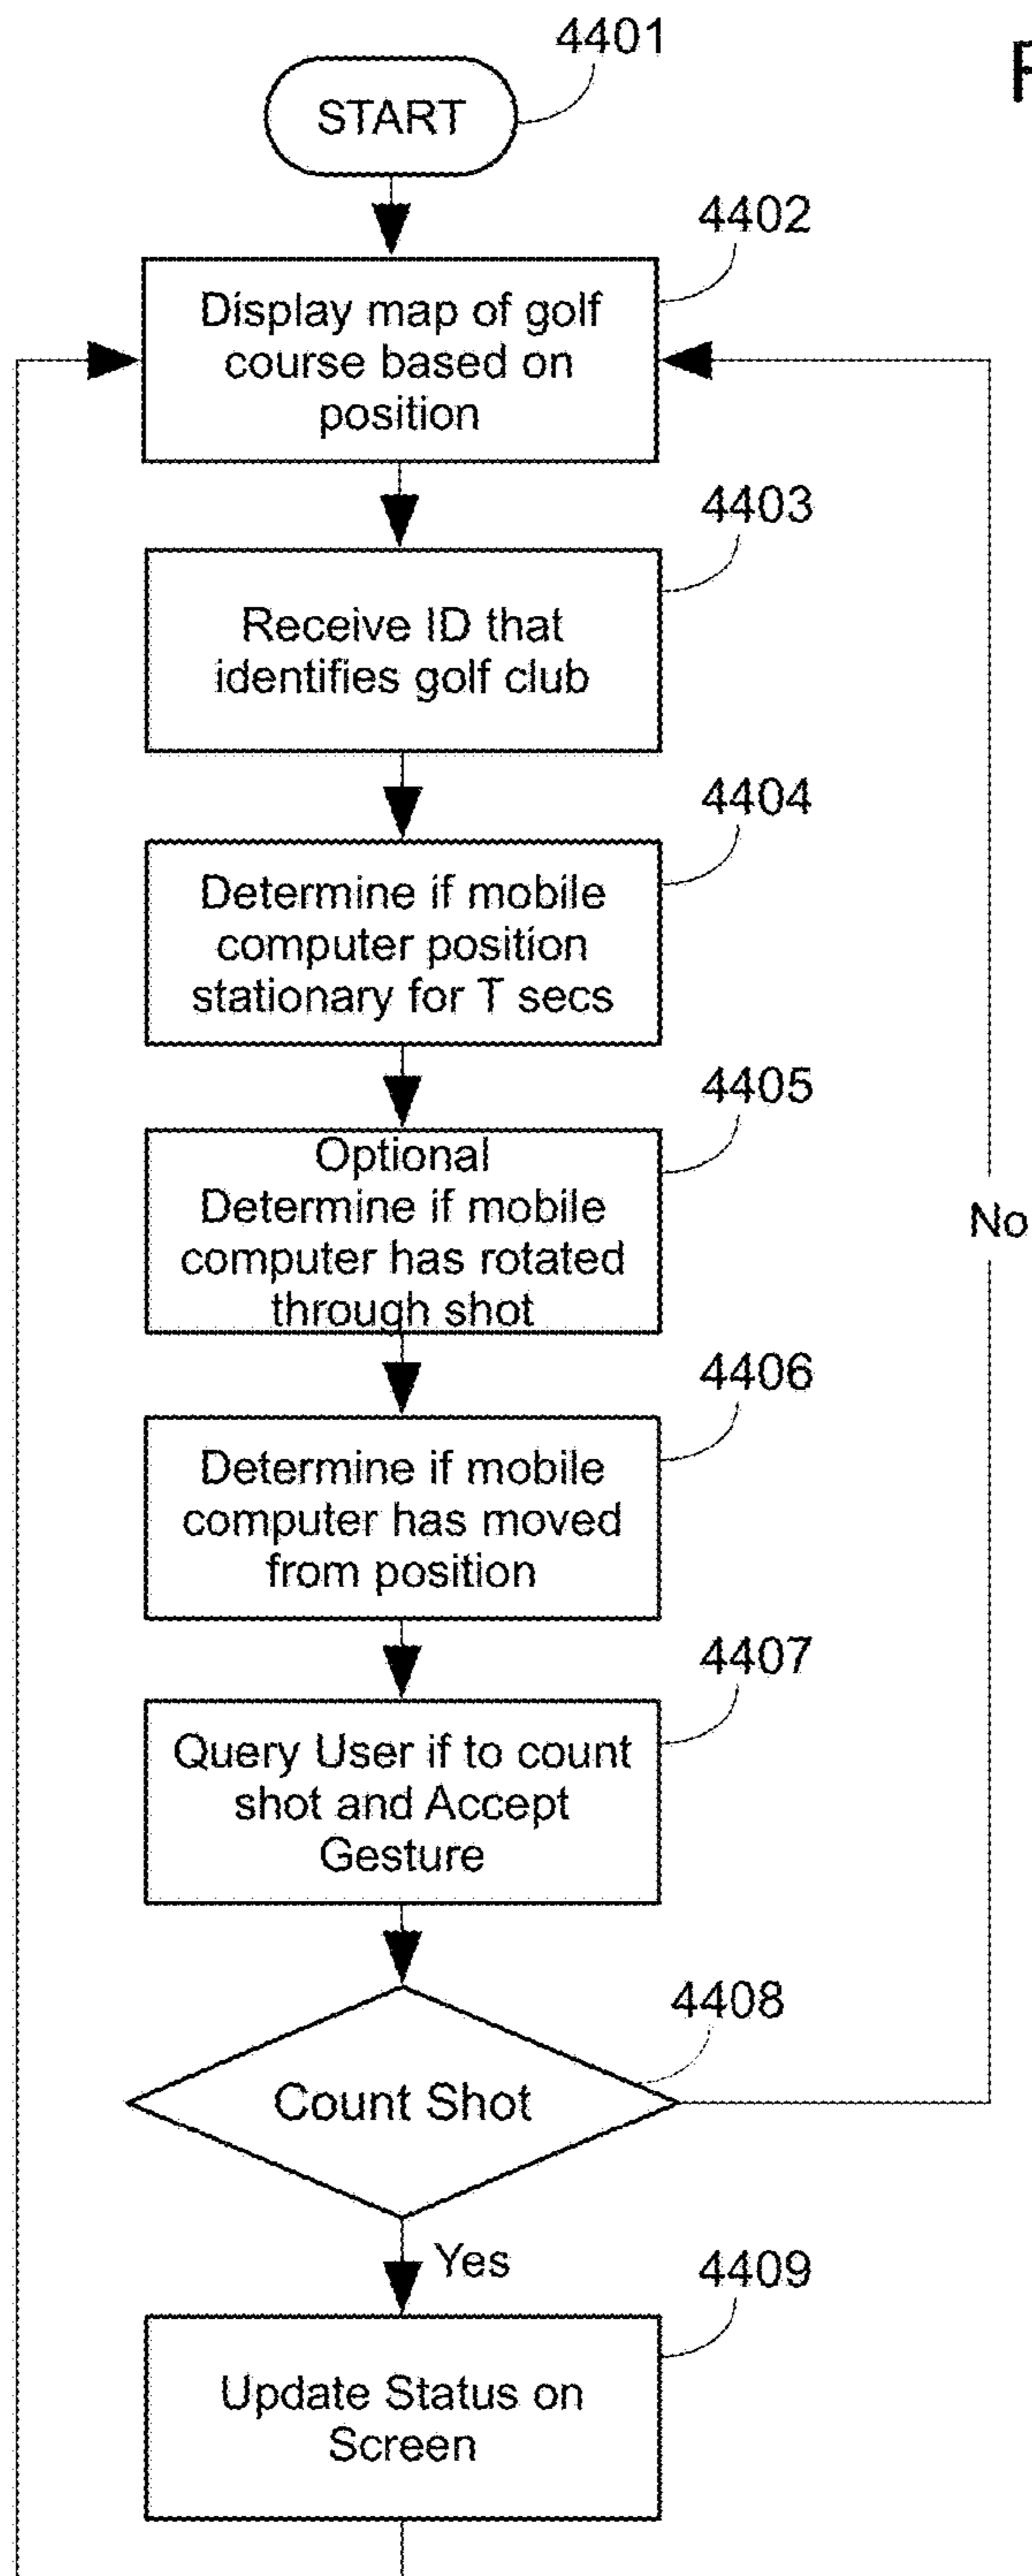 4401
START
4402
Display map of golf
course based on
position
4403
Receive ID that
identifies golf club
4404
Determine if mobile
computer position
stationary for T secs
4405
Optional
Determine if mobile
computer has rotated
through shot
No
4406
Determine if mobile
computer has moved
from position
4407
Query User if to count
shot and Accept
Gesture
4408
Count Shot
Yes
4409
Update Status on
Screen